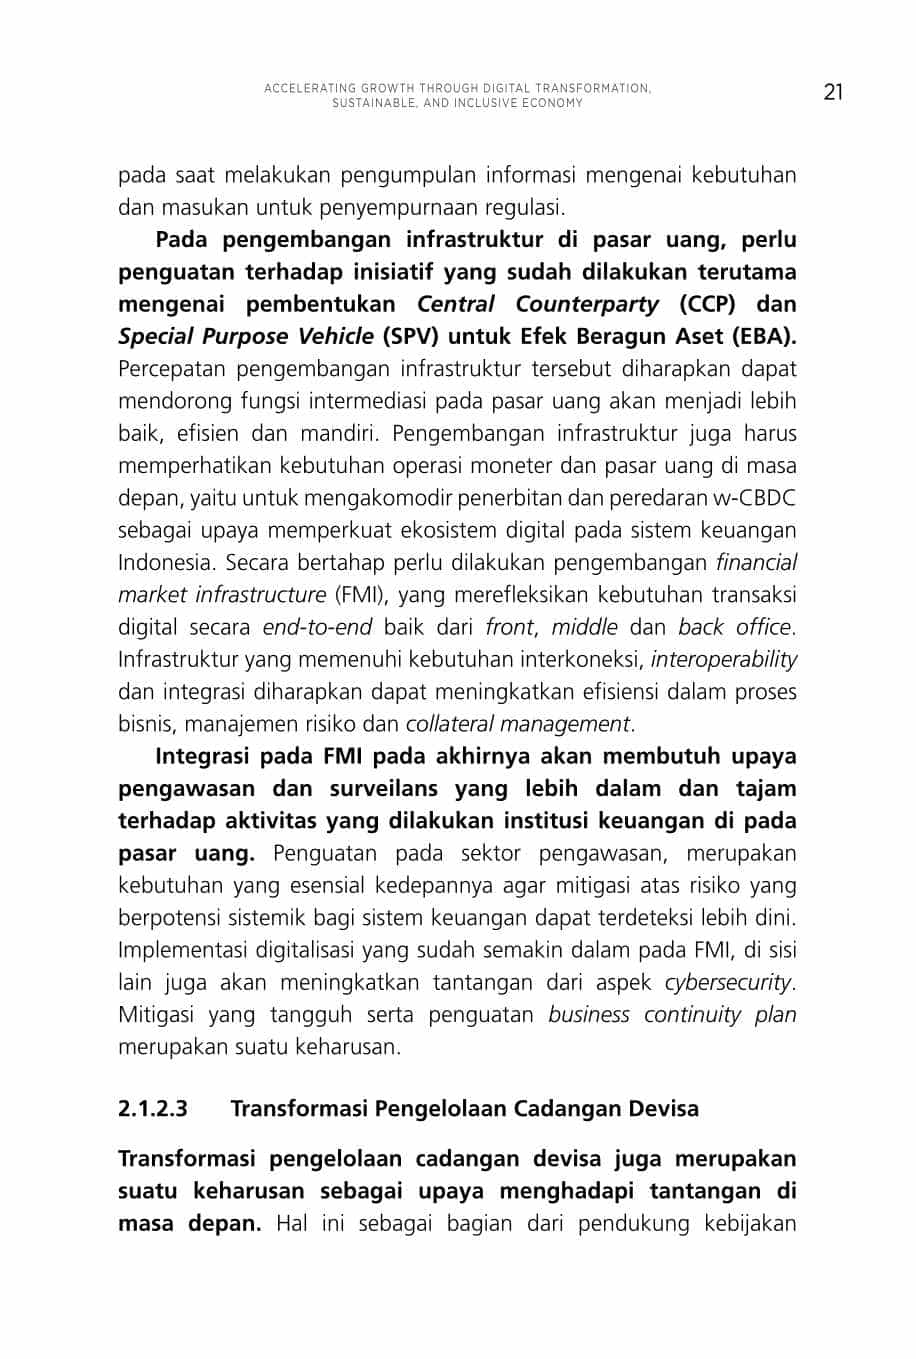 ACCELERATING GROWTH THROUGH DIGITAL TRANSFORMATION,
SUSTAINABLE, AND INCLUSIVE ECONOMY
21
pada saat melakukan pengumpulan informasi mengenai kebutuhan
dan masukan untuk penyempurnaan regulasi.
Pada pengembangan infrastruktur di pasar uang, perlu
penguatan terhadap inisiatif yang sudah dilakukan terutama
mengenai pembentukan Central Counterparty (CCP) dan
Special Purpose Vehicle (SPV) untuk Efek Beragun Aset (EBA).
Percepatan pengembangan infrastruktur tersebut diharapkan dapat
mendorong fungsi intermediasi pada pasar uang akan menjadi lebih
baik, efisien dan mandiri. Pengembangan infrastruktur juga harus
memperhatikan kebutuhan operasi moneter dan pasar uang di masa
depan, yaitu untuk mengakomodir penerbitan dan peredaran w-CBDC
sebagai upaya memperkuat ekosistem digital pada sistem keuangan
Indonesia. Secara bertahap perlu dilakukan pengembangan financial
market infrastructure (FMI), yang merefleksikan kebutuhan transaksi
digital secara end-to-end baik dari front, middle dan back office.
Infrastruktur yang memenuhi kebutuhan interkoneksi, interoperability
dan integrasi diharapkan dapat meningkatkan efisiensi dalam proses
bisnis, manajemen risiko dan collateral management.
Integrasi pada FMI pada akhirnya akan membutuh upaya
pengawasan dan surveilans yang lebih dalam dan tajam
terhadap aktivitas yang dilakukan institusi keuangan di pada
pasar uang. Penguatan pada sektor pengawasan, merupakan
kebutuhan yang esensial kedepannya agar mitigasi atas risiko yang
berpotensi sistemik bagi sistem keuangan dapat terdeteksi lebih dini.
Implementasi digitalisasi yang sudah semakin dalam pada FMI, di sisi
lain juga akan meningkatkan tantangan dari aspek cybersecurity.
Mitigasi yang tangguh serta penguatan business continuity plan
merupakan suatu keharusan.
2.1.2.3 Transformasi Pengelolaan Cadangan Devisa
Transformasi pengelolaan cadangan devisa juga merupakan
suatu keharusan sebagai upaya menghadapi tantangan di
masa depan. Hal ini sebagai bagian dari pendukung kebijakan